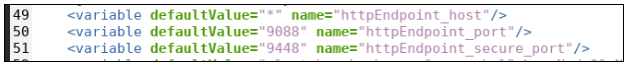 49 <variable defaultValue="*" name="httpEndpoint_host"/>
50 <variable defaultValue="9088" name="httpEndpoint_port"/>
51 <variable defaultValue="9448" name="httpEndpoint_secure_port"/>